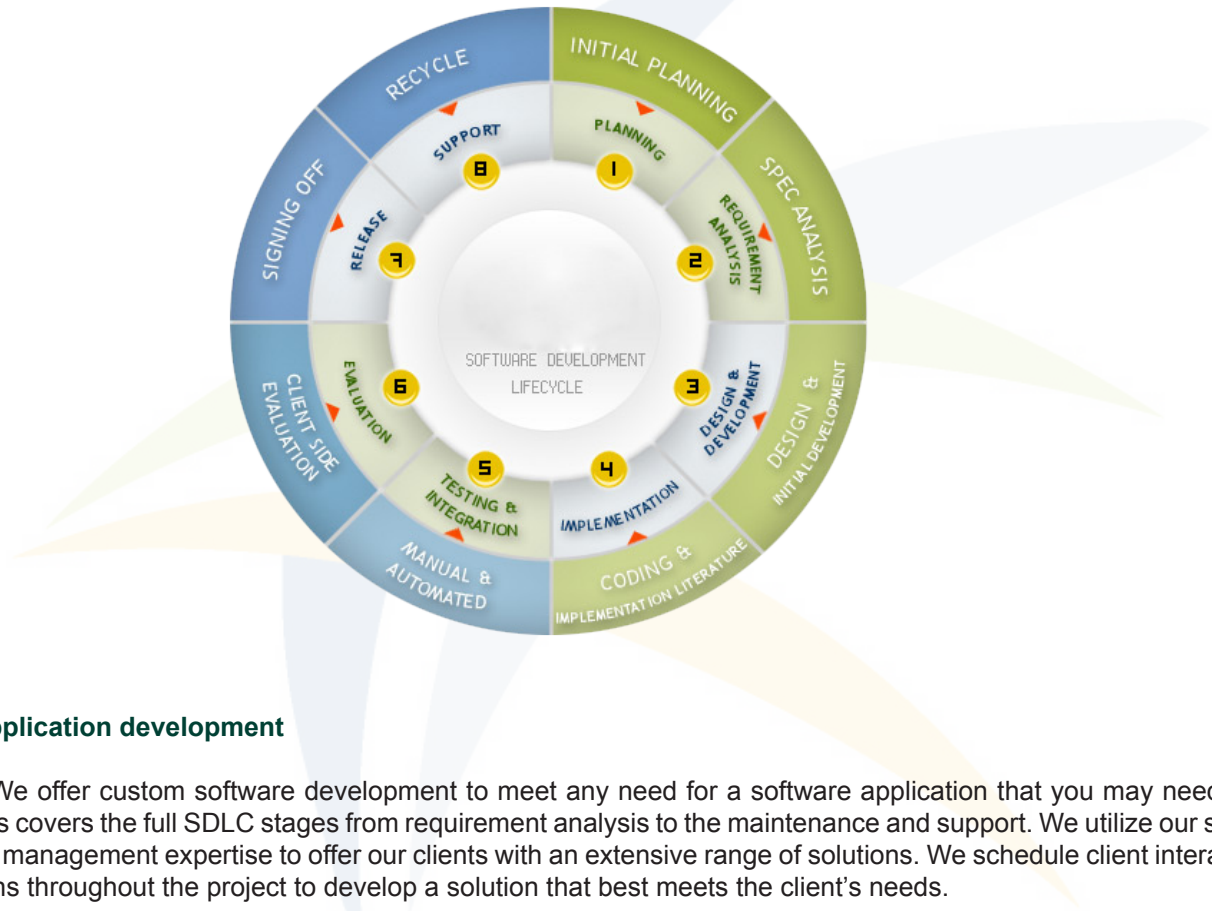 INITIAL PLANNING
PLANNING
1
SPEC ANALYSIS
REQUIREMENT
ANALYSIS
2
DESIGN &
INITIAL DEVELOPMENT
DESIGN &
DEVELOPMENT
3
CODING &
IMPLEMENTATION LITERATURE
IMPLEMENTATION
4
MANUAL &
AUTOMATED
TESTING &
INTEGRATION
5
CLIENT SIDE
EVALUATION
EVALUATION
6
SIGNING OFF
RELEASE
7
RECYCLE
SUPPORT
8
SOFTWARE DEVELOPMENT
LIFECYCLE
pplication development
We offer custom software development to meet any need for a software application that you may need
s covers the full SDLC stages from requirement analysis to the maintenance and support. We utilize our s
management expertise to offer our clients with an extensive range of solutions. We schedule client intera
ns throughout the project to develop a solution that best meets the client’s needs.